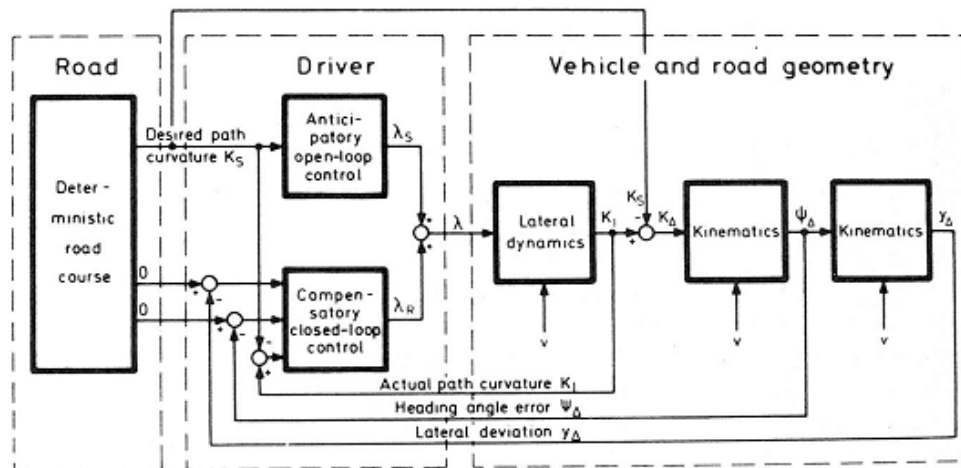 Road
Driver
Vehicle and road geometry
Desired path
curvature K_S
Deter-
ministic
road
course
0
0
Antici-
patory
open-loop
control
λ_S
Compen-
satory
closed-loop
control
λ_R
+
+
λ
+
-
+
-
-
+
Lateral
dynamics
v
K_I
K_S
-
+
K_Δ
Kinematics
v
Ψ_Δ
Kinematics
v
y_Δ
Actual path curvature K_I
Heading angle error Ψ_Δ
Lateral deviation y_Δ